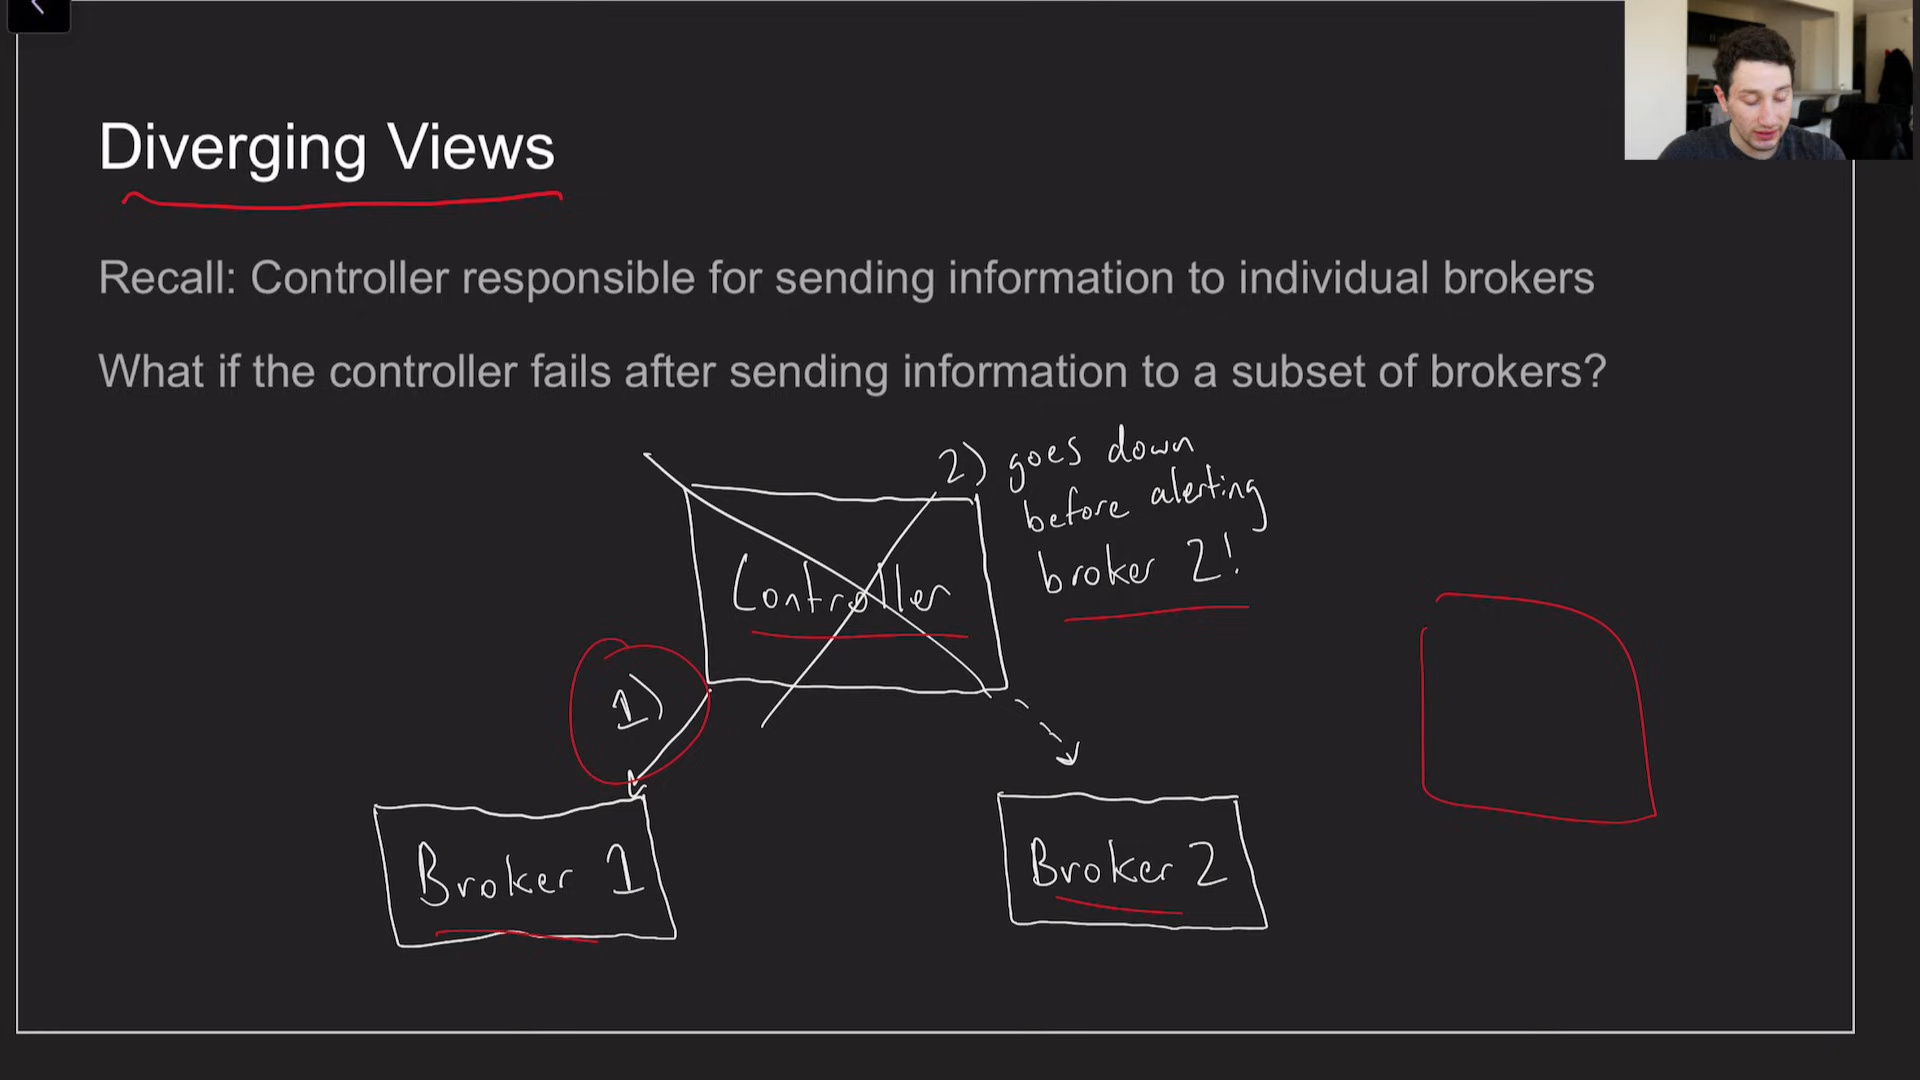 Diverging Views
Recall: Controller responsible for sending information to individual brokers
What if the controller fails after sending information to a subset of brokers?
2) goes down
before alerting
broker 2!
Controller
1)
Broker 1
Broker 2